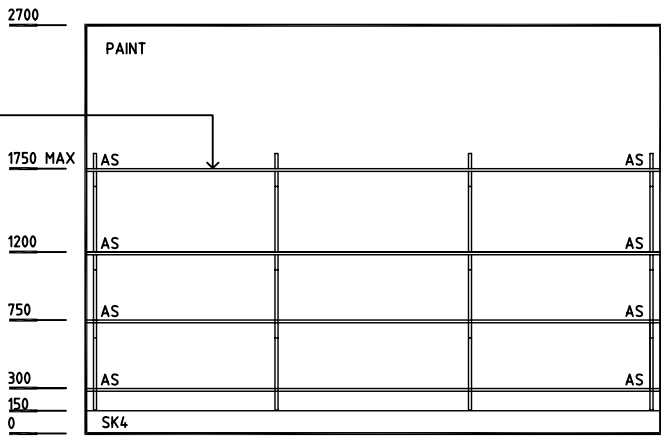 2700
PAINT
1750 MAX AS AS
1200 AS AS
750 AS AS
300 AS AS
150
0 SK4